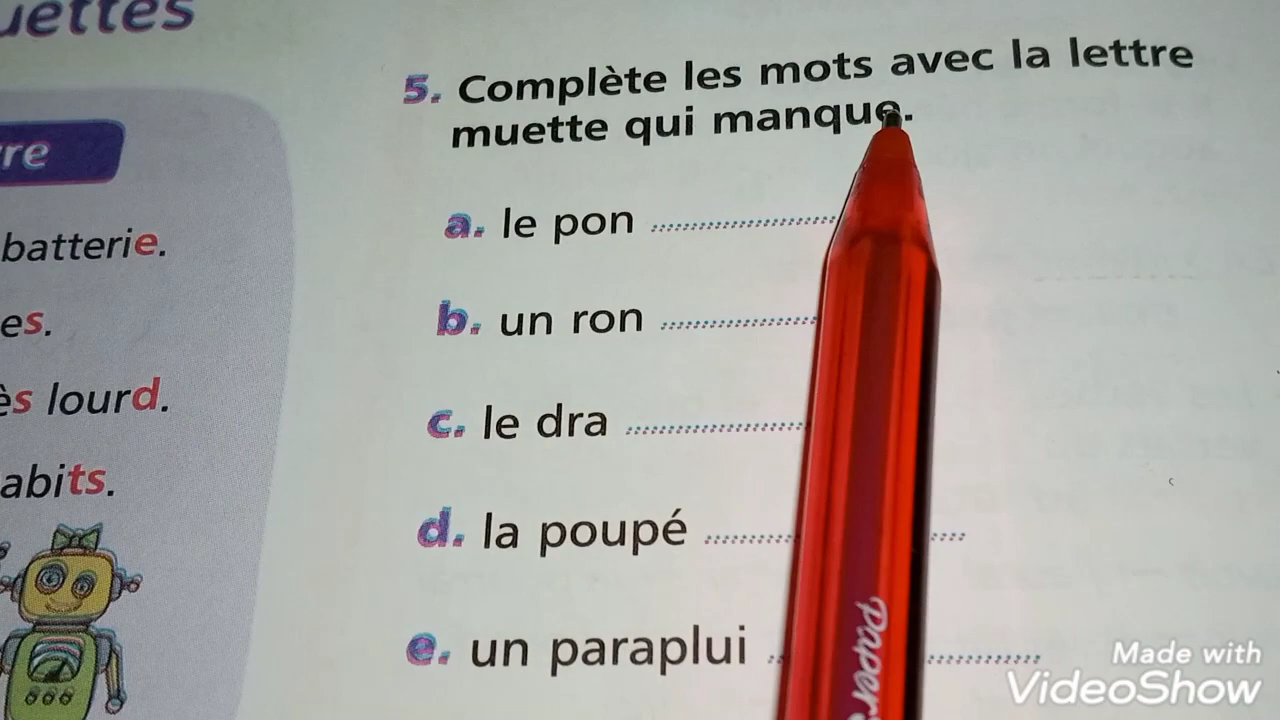 uettes
5. Complète les mots avec la lettre
muette qui manque.
re
batterie.
es.
ès lourd.
abits.
a. le pon ..........
b. un ron ..........
c. le dra ..........
d. la poupé ..........
e. un paraplui ..........
Paper
Made with
VideoShow